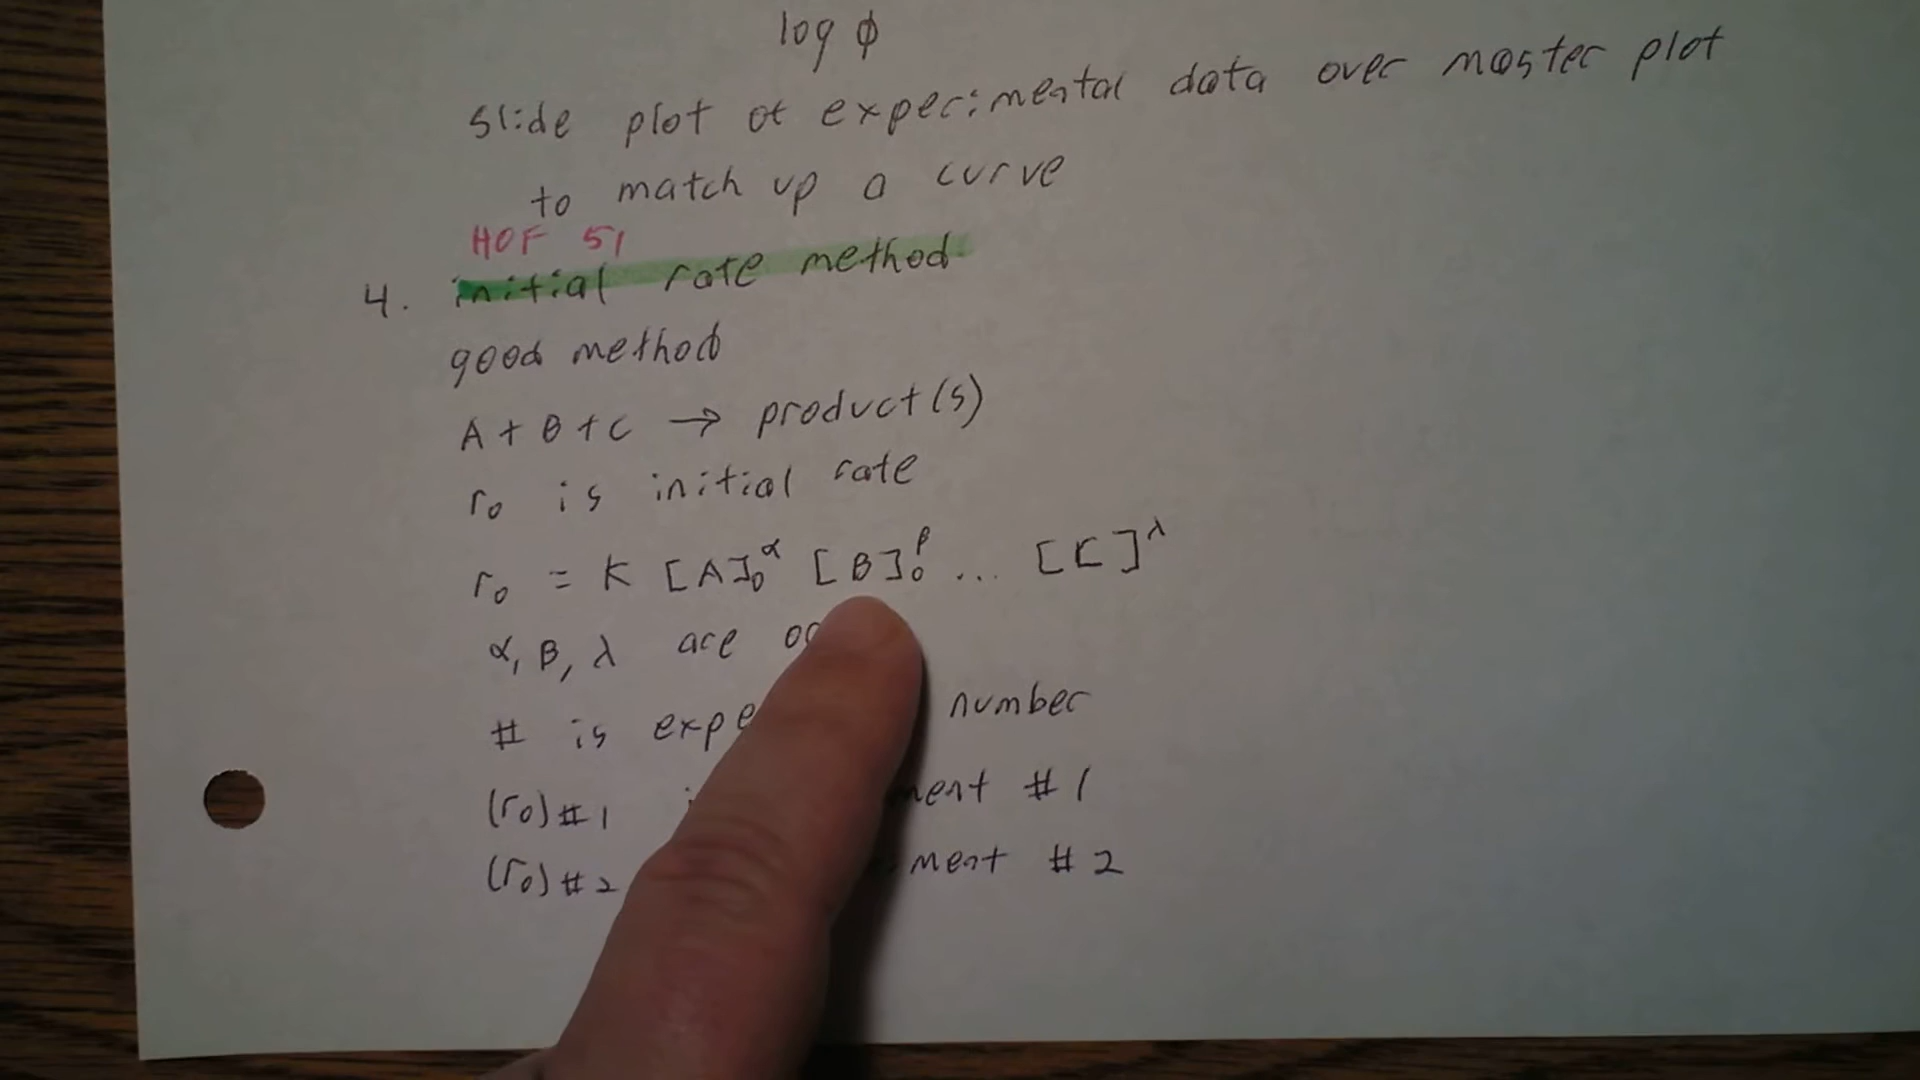 log ϕ
slide plot of experimental data over master plot
to match up a curve
HOF 51
4. initial rate method
good method
A + B + C → product(s)
r₀ is initial rate
r₀ = K [A]₀^α [B]₀^β ... [C]^λ
α, B, λ are
# is number
(r₀)#1 #1
(r₀)#2 #2